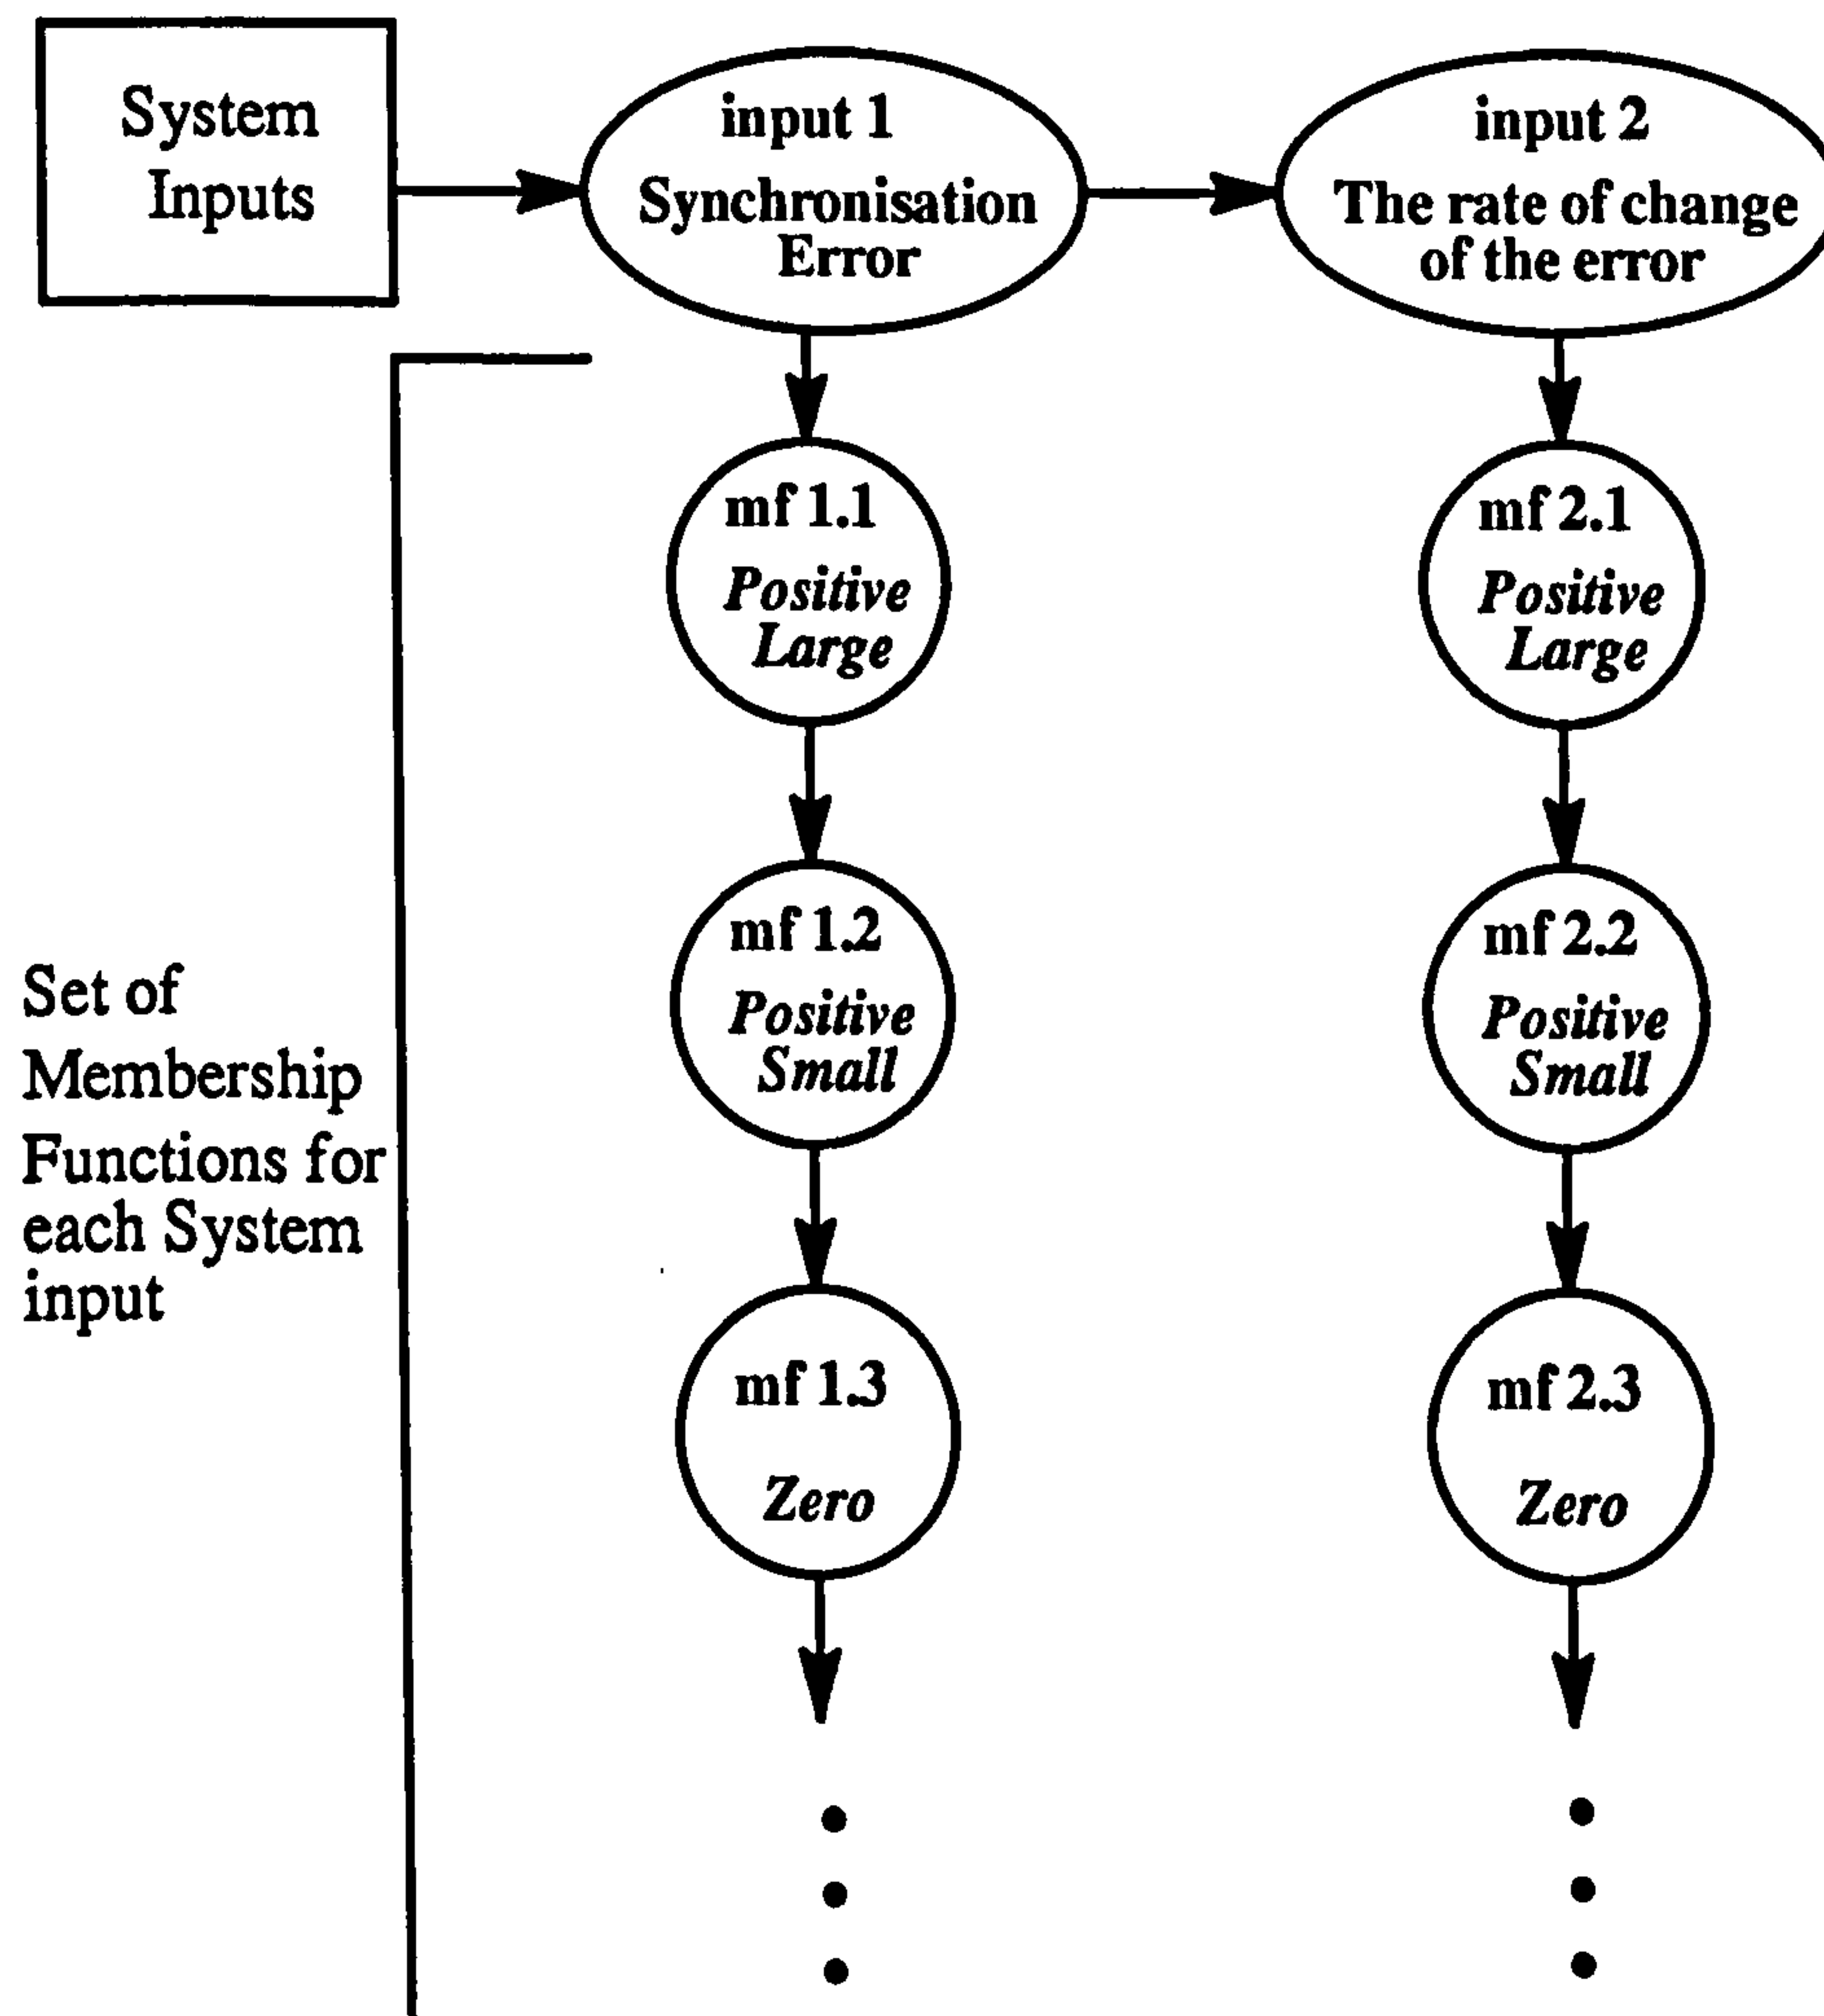 System
Inputs
input 1
Synchronisation
Error
input 2
The rate of change
of the error
mf 1.1
Positive
Large
mf 2.1
Positive
Large
Set of
Membership
Functions for
each System
input
mf 1.2
Positive
Small
mf 2.2
Positive
Small
mf 1.3
Zero
mf 2.3
Zero